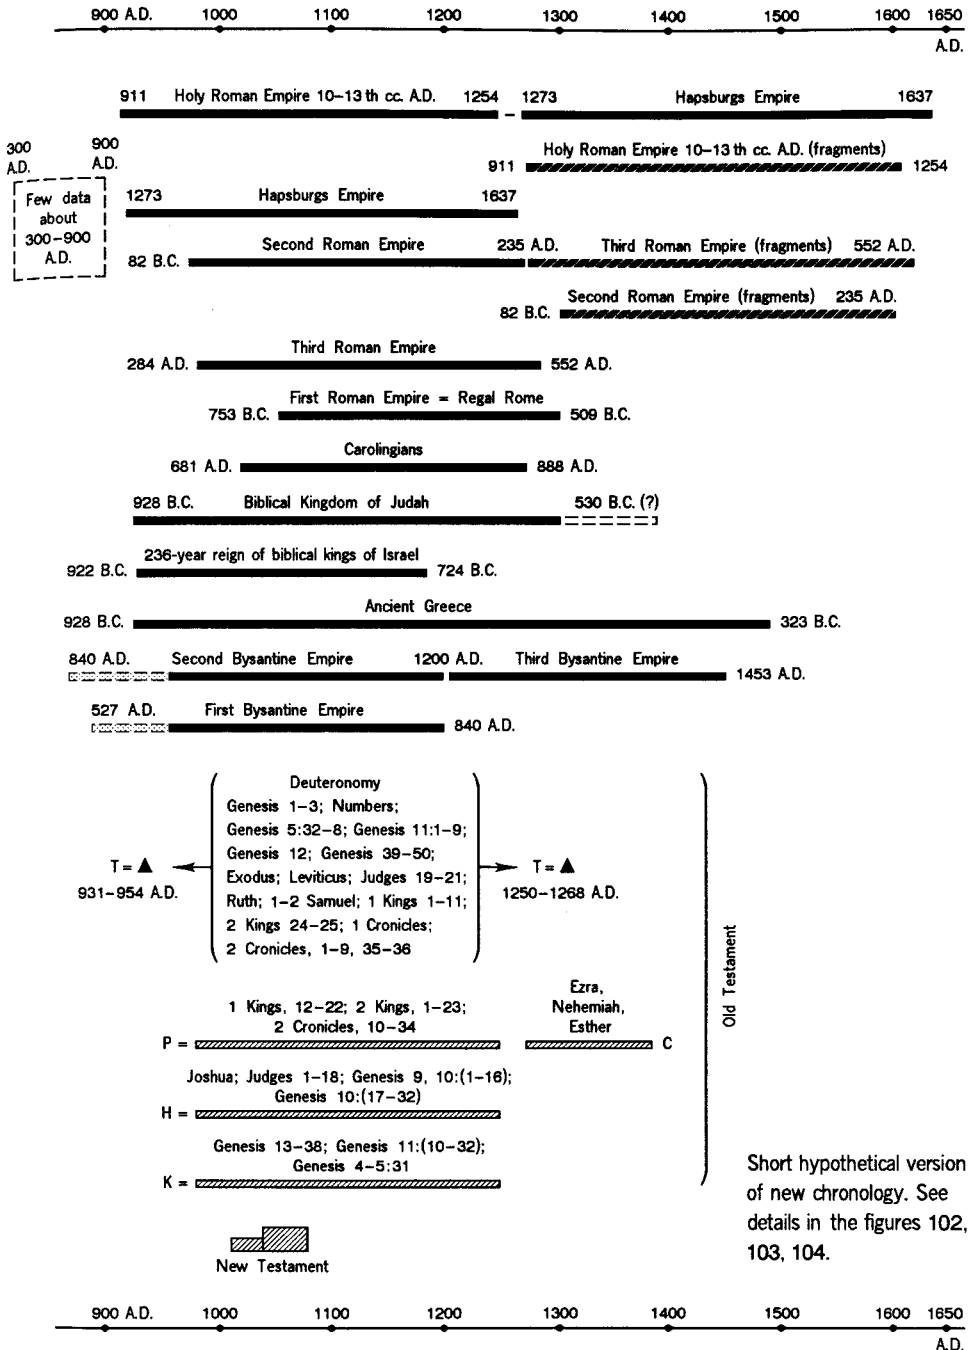 900 A.D. 1000 1100 1200 1300 1400 1500 1600 1650
A.D.
911 Holy Roman Empire 10–13 th cc. A.D. 1254 – 1273 Hapsburgs Empire 1637
300 A.D.
900 A.D.
Few data
about
300–900
A.D.
Holy Roman Empire 10–13 th cc. A.D. (fragments)
911 1254
1273 Hapsburgs Empire 1637
Second Roman Empire 235 A.D. Third Roman Empire (fragments) 552 A.D.
82 B.C.
Second Roman Empire (fragments) 235 A.D.
82 B.C.
Third Roman Empire
284 A.D. 552 A.D.
First Roman Empire = Regal Rome
753 B.C. 509 B.C.
Carolingians
681 A.D. 888 A.D.
928 B.C. Biblical Kingdom of Judah 530 B.C. (?)
236-year reign of biblical kings of Israel
922 B.C. 724 B.C.
Ancient Greece
928 B.C. 323 B.C.
840 A.D. Second Bysantine Empire 1200 A.D. Third Bysantine Empire
1453 A.D.
527 A.D. First Bysantine Empire
840 A.D.
Deuteronomy
Genesis 1–3; Numbers;
Genesis 5:32–8; Genesis 11:1–9;
Genesis 12; Genesis 39–50;
Exodus; Leviticus; Judges 19–21;
Ruth; 1–2 Samuel; 1 Kings 1–11;
2 Kings 24–25; 1 Cronicles;
2 Cronicles, 1–9, 35–36
T = ▲
931–954 A.D.
T = ▲
1250–1268 A.D.
Old Testament
1 Kings, 12–22; 2 Kings, 1–23;
2 Cronicles, 10–34
P =
Ezra,
Nehemiah,
Esther
C
Joshua; Judges 1–18; Genesis 9, 10:(1–16);
Genesis 10:(17–32)
H =
Genesis 13–38; Genesis 11:(10–32);
Genesis 4–5:31
K =
New Testament
Short hypothetical version
of new chronology. See
details in the figures 102,
103, 104.
900 A.D. 1000 1100 1200 1300 1400 1500 1600 1650
A.D.